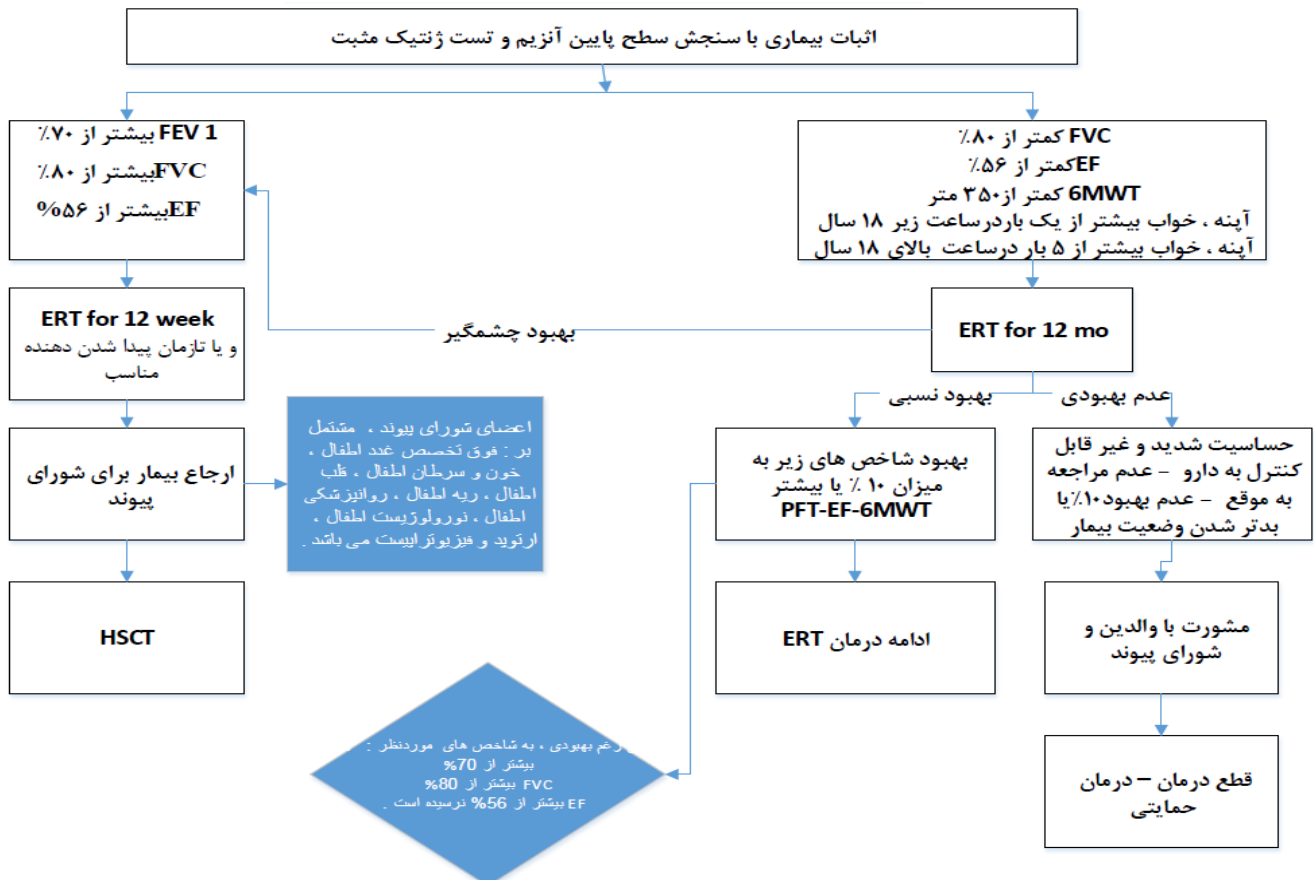 اثبات بیماری با سنجش سطح پایین آنزیم و تست ژنتیک مثبت
FVC کمتر از ۸۰٪
EFکمتر از ۵۶٪
6MWT کمتر از۳۵۰ متر
آپنه ، خواب بیشتر از یک باردرساعت زیر ۱۸ سال
آپنه ، خواب بیشتر از ۵ بار درساعت بالای ۱۸ سال
FEV 1 بیشتر از ۷۰٪
FVCبیشتر از ۸۰٪
EFبیشتر از ۵۶%
ERT for 12 mo
بهبود چشمگیر
ERT for 12 week
و یا تازمان پیدا شدن دهنده
مناسب
عدم بهبودی
بهبود نسبی
حساسیت شدید و غیر قابل
کنترل به دارو – عدم مراجعه
به موقع – عدم بهبود۱۰٪یا
بدتر شدن وضعیت بیمار
بهبود شاخص های زیر به
میزان ۱۰ ٪ یا بیشتر
PFT-EF-6MWT
اعضای شورای پیوند ، مشتمل
بر : فوق تخصص غدد اطفال ،
خون و سرطان اطفال ، قلب
اطفال ، ریه اطفال ، روانپزشکی
اطفال ، نورولوژیست اطفال ،
ارتوپد و فیزیوتراپیست می باشد .
ارجاع بیمار برای شورای
پیوند
مشورت با والدین و
شورای پیوند
ادامه درمان ERT
HSCT
رغم بهبودی ، به شاخص های موردنظر :
بیشتر از 70%
FVC بیشتر از 80%
EF بیشتر از 56% نرسیده است .
قطع درمان – درمان
حمایتی